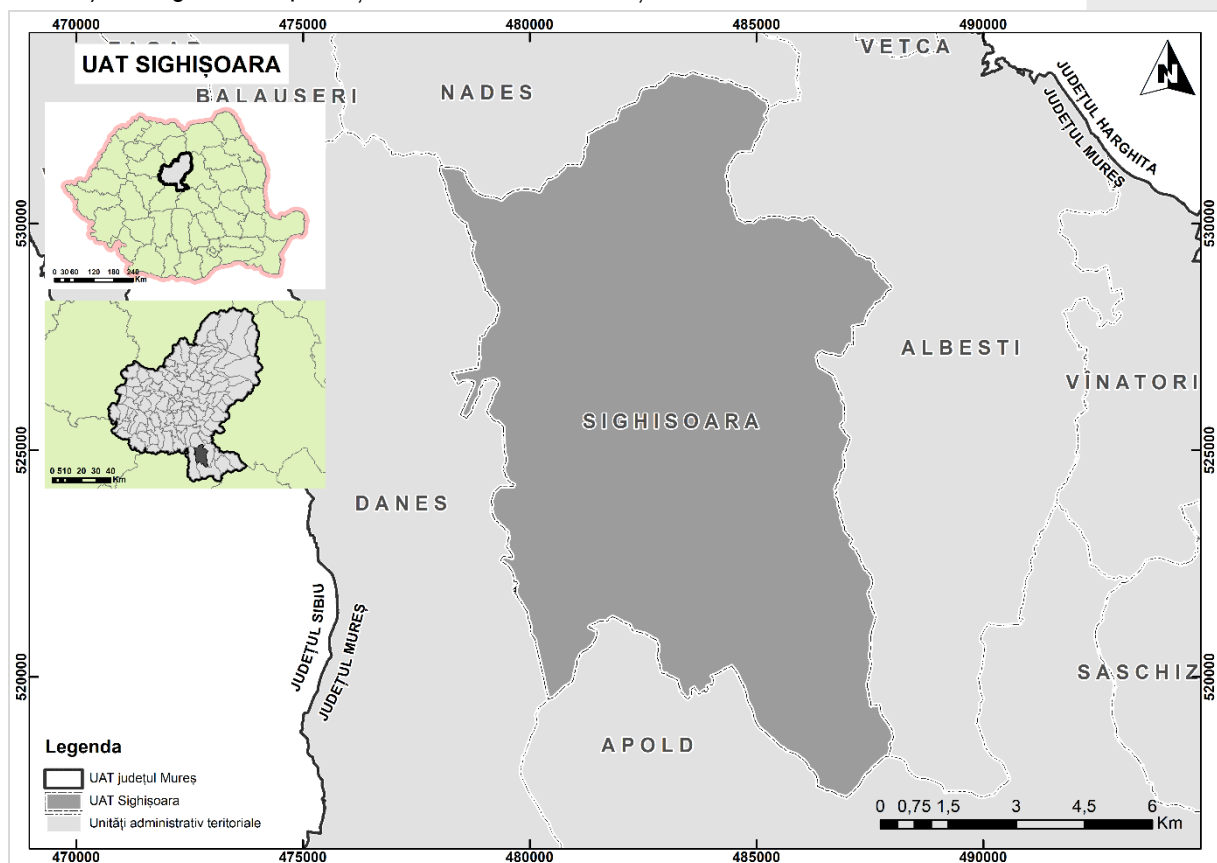 470000 475000 480000 485000 490000
UAT SIGHIȘOARA
BALAUSERI
NADES
VETCA
N
JUDEȚUL HARGHITA
JUDEȚUL MUREȘ
530000 530000
0 30 60 120 180 240
Km
ALBESTI
VINATORI
SIGHISOARA
525000 525000
0 510 20 30 40
Km
DANES
JUDEȚUL SIBIU
JUDEȚUL MUREȘ
520000 520000
SASCHIZ
APOLD
Legenda
UAT județul Mureș
UAT Sighișoara
Unități administrativ teritoriale
0 0,75 1,5 3 4,5 6
Km
470000 475000 480000 485000 490000